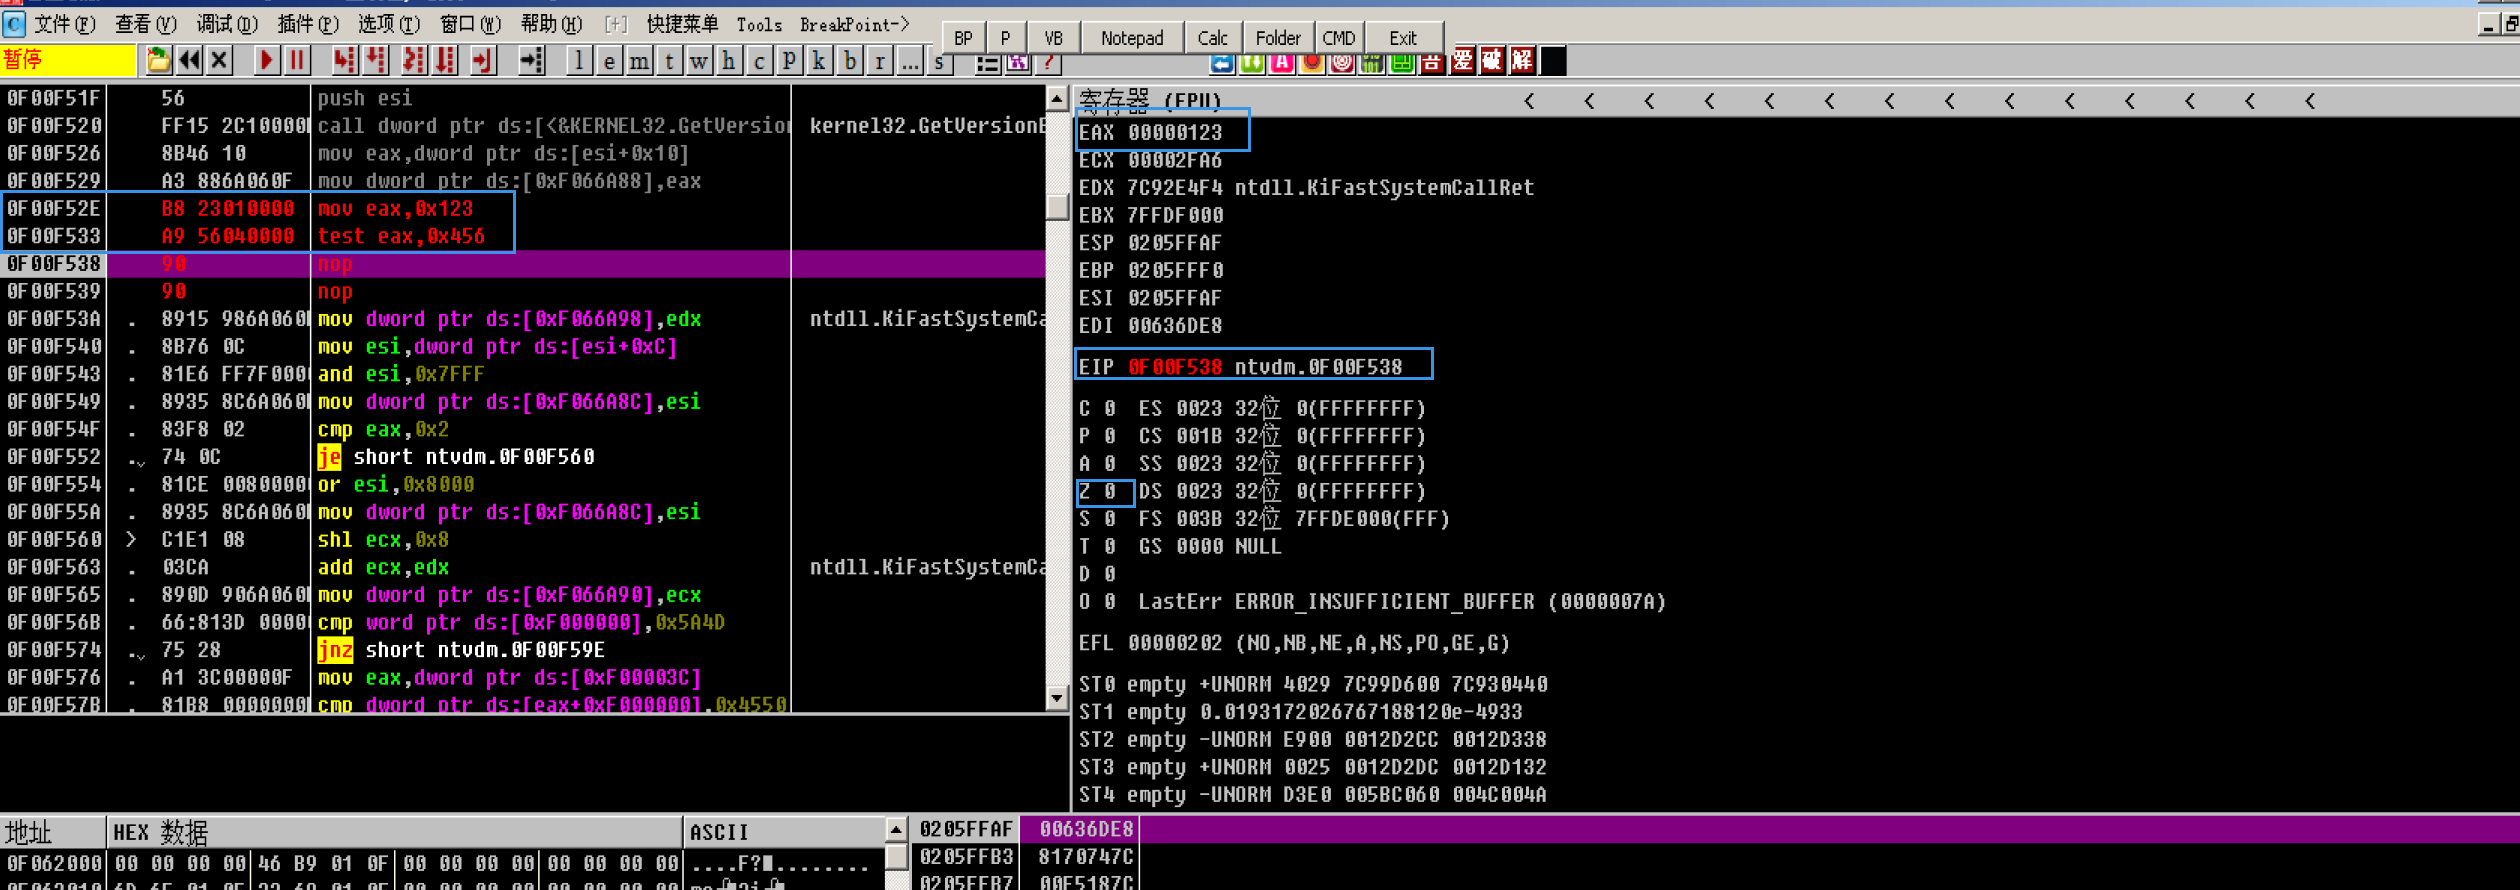 文件(F) 查看(V) 调试(D) 插件(P) 选项(T) 窗口(W) 帮助(H) [+] 快捷菜单 Tools BreakPoint->
BP P VB Notepad Calc Folder CMD Exit
暂停 l e m t w h c p k b r ... s ? 吾 爱 破 解
0F00F51F 56 push esi
0F00F520 FF15 2C10000 call dword ptr ds:[<&KERNEL32.GetVersion kernel32.GetVersionE
0F00F526 8B46 10 mov eax,dword ptr ds:[esi+0x10]
0F00F529 A3 886A060F mov dword ptr ds:[0xF066A88],eax
0F00F52E B8 23010000 mov eax,0x123
0F00F533 A9 56040000 test eax,0x456
0F00F538 90 nop
0F00F539 90 nop
0F00F53A . 8915 986A060 mov dword ptr ds:[0xF066A98],edx ntdll.KiFastSystemCa
0F00F540 . 8B76 0C mov esi,dword ptr ds:[esi+0xC]
0F00F543 . 81E6 FF7F000 and esi,0x7FFF
0F00F549 . 8935 8C6A060 mov dword ptr ds:[0xF066A8C],esi
0F00F54F . 83F8 02 cmp eax,0x2
0F00F552 . 74 0C je short ntvdm.0F00F560
0F00F554 . 81CE 0080000 or esi,0x8000
0F00F55A . 8935 8C6A060 mov dword ptr ds:[0xF066A8C],esi
0F00F560 > C1E1 08 shl ecx,0x8
0F00F563 . 03CA add ecx,edx ntdll.KiFastSystemCa
0F00F565 . 890D 906A060 mov dword ptr ds:[0xF066A90],ecx
0F00F56B . 66:813D 0000 cmp word ptr ds:[0xF000000],0x5A4D
0F00F574 . 75 28 jnz short ntvdm.0F00F59E
0F00F576 . A1 3C00000F mov eax,dword ptr ds:[0xF00003C]
0F00F57B . 81B8 0000000 cmp dword ptr ds:[eax+0xF000000],0x4550
寄存器 (FPU) < < < < < < < < < < < < < <
EAX 00000123
ECX 00002FA6
EDX 7C92E4F4 ntdll.KiFastSystemCallRet
EBX 7FFDF000
ESP 0205FFAF
EBP 0205FFF0
ESI 0205FFAF
EDI 00636DE8
EIP 0F00F538 ntvdm.0F00F538
C 0 ES 0023 32位 0(FFFFFFFF)
P 0 CS 001B 32位 0(FFFFFFFF)
A 0 SS 0023 32位 0(FFFFFFFF)
Z 0 DS 0023 32位 0(FFFFFFFF)
S 0 FS 003B 32位 7FFDE000(FFF)
T 0 GS 0000 NULL
D 0
O 0 LastErr ERROR_INSUFFICIENT_BUFFER (0000007A)
EFL 00000202 (NO,NB,NE,A,NS,PO,GE,G)
ST0 empty +UNORM 4029 7C99D600 7C930440
ST1 empty 0.0193172026767188120e-4933
ST2 empty -UNORM E900 0012D2CC 0012D338
ST3 empty +UNORM 0025 0012D2DC 0012D132
ST4 empty -UNORM D3E0 005BC060 004C004A
地址 HEX 数据 ASCII
0F062000 00 00 00 00 46 B9 01 0F 00 00 00 00 00 00 00 00
0205FFAF 00636DE8
0205FFB3 8170747C
0205FFB7 00F5187C